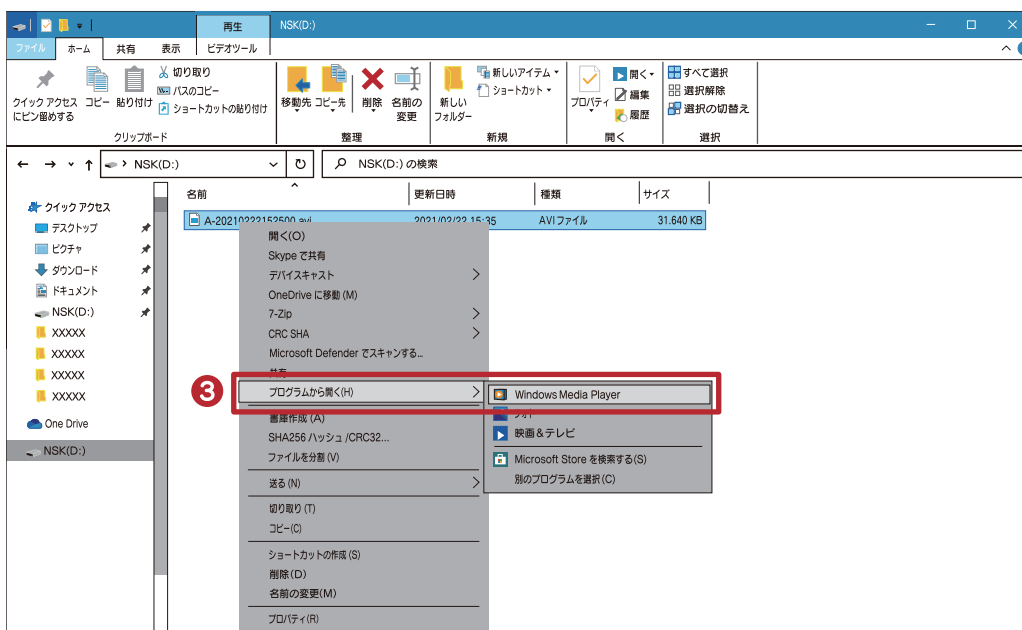 再生
NSK(D:)
ファイル
ホーム
共有
表示
ビデオツール
クイック アクセス
にピン留めする
コピー
貼り付け
切り取り
パスのコピー
ショートカットの貼り付け
クリップボード
移動先
コピー先
削除
名前の
変更
整理
新しい
フォルダー
新しいアイテム
ショートカット
新規
プロパティ
開く
編集
履歴
開く
すべて選択
選択解除
選択の切替え
選択
NSK(D:)
NSK(D:) の検索
クイック アクセス
デスクトップ
ピクチャ
ダウンロード
ドキュメント
NSK(D:)
XXXXX
XXXXX
XXXXX
XXXXX
One Drive
NSK(D:)
名前
更新日時
種類
サイズ
A-20210222152500.avi
2021/02/22 15:35
AVIファイル
31.640 KB
開く(O)
Skype で共有
デバイスキャスト
OneDrive に移動 (M)
7-Zip
CRC SHA
Microsoft Defender でスキャンする...
共有
3
プログラムから開く(H)
書庫作成 (A)
SHA256 ハッシュ /CRC32...
ファイルを分割 (V)
送る (N)
切り取り (T)
コピー(C)
ショートカットの作成 (S)
削除 (D)
名前の変更(M)
プロパティ(R)
Windows Media Player
フォト
映画&テレビ
Microsoft Store を検索する(S)
別のプログラムを選択(C)